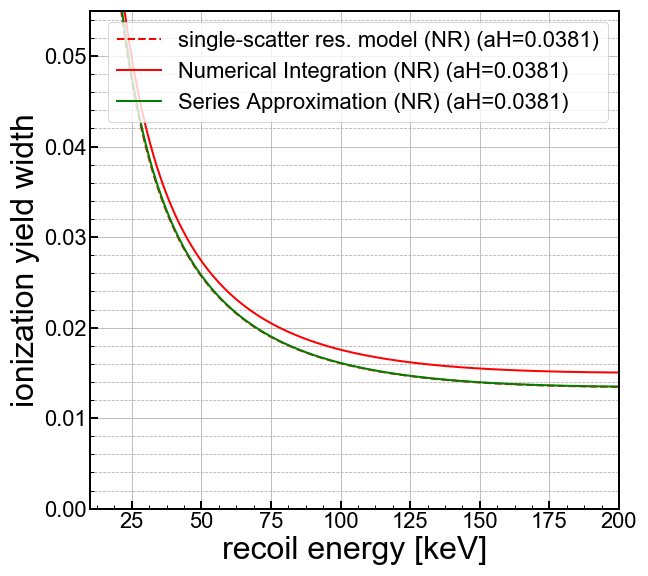 single-scatter res. model (NR) (aH=0.0381)
Numerical Integration (NR) (aH=0.0381)
Series Approximation (NR) (aH=0.0381)
ionization yield width
0.05
0.04
0.03
0.02
0.01
0.00
25 50 75 100 125 150 175 200
recoil energy [keV]